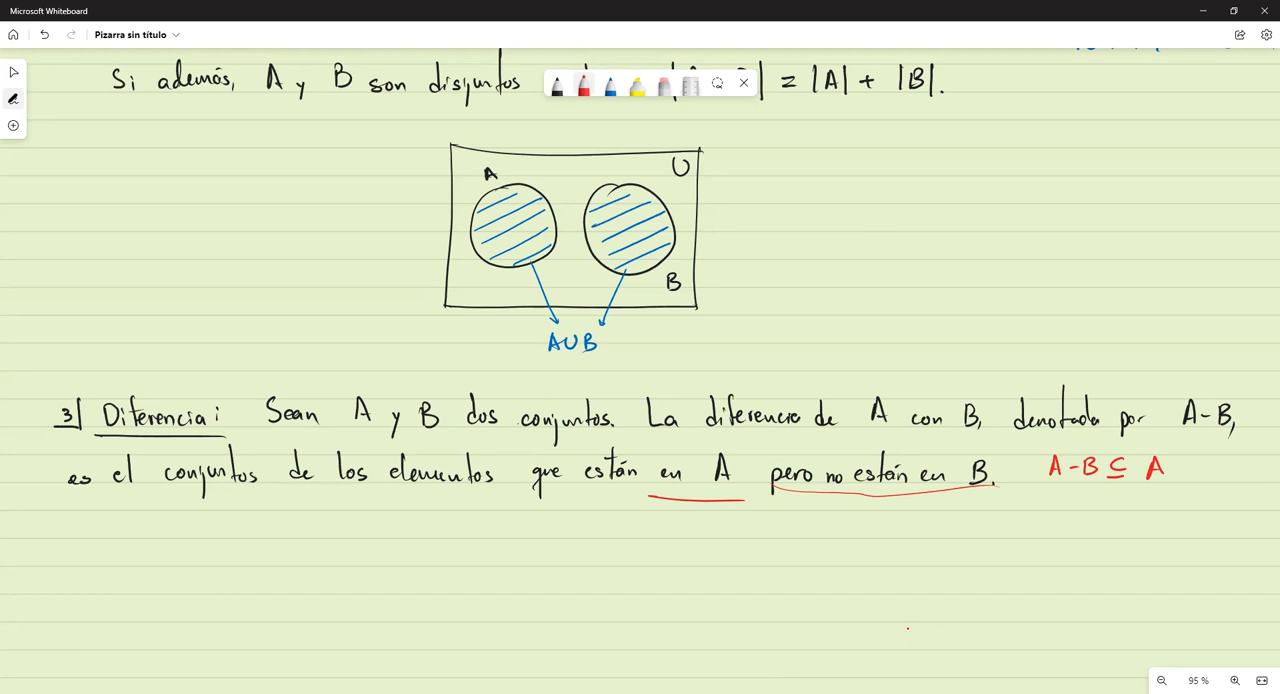 Microsoft Whiteboard
Pizarra sin título
Si además, A y B son disjuntos | = |A| + |B|.
A
U
B
A∪B
3| Diferencia: Sean A y B dos conjuntos. La diferencia de A con B, denotada por A-B,
es el conjuntos de los elementos que están en A pero no están en B. A-B ⊆ A
95 %